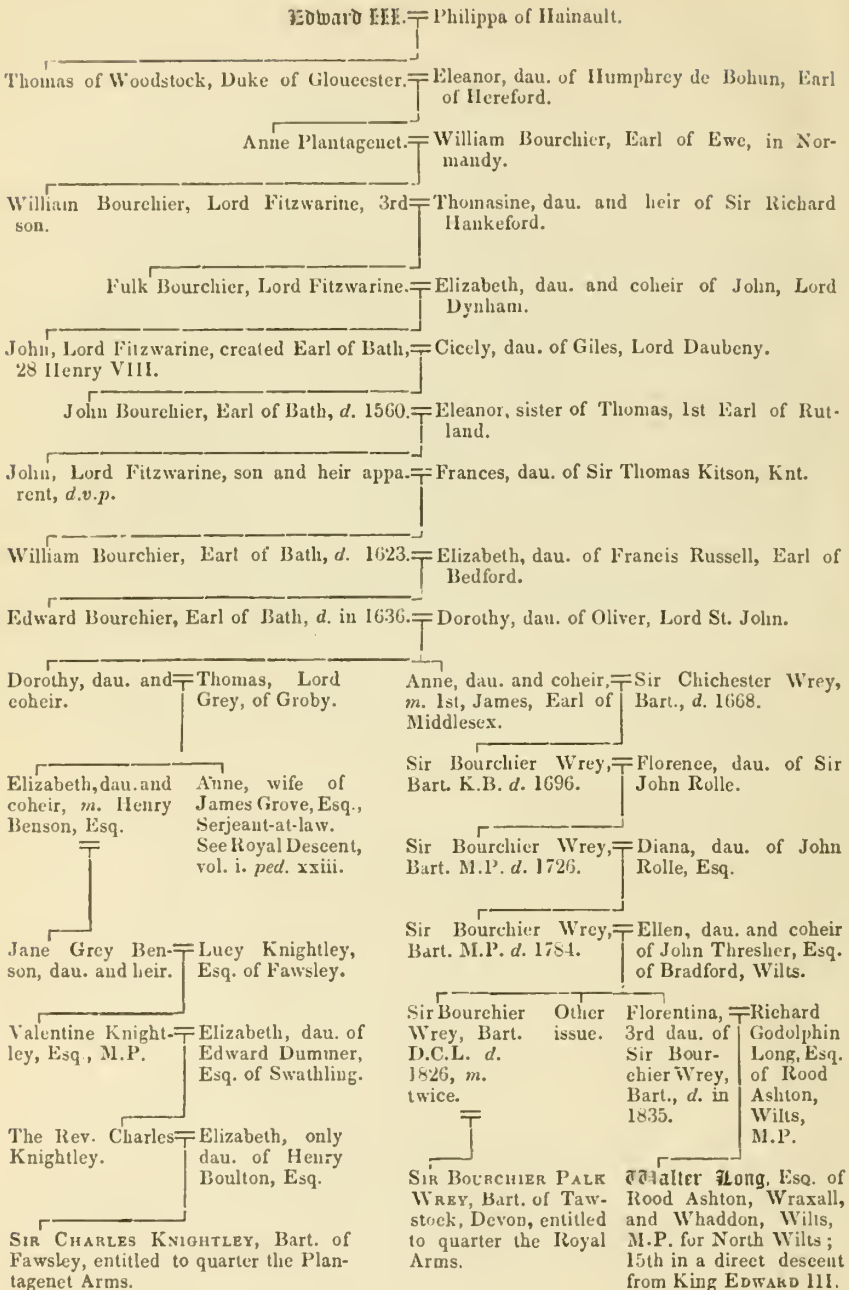 Edward III. Philippa of Hainault.
Thomas of Woodstock, Duke of Gloucester. Eleanor, dau. of Humphrey de Bohun, Earl
of Hereford.
Anne Plantagenet. William Bourchier, Earl of Ewe, in Nor-
mandy.
William Bourchier, Lord Fitzwarine, 3rd
son.
Thomasine, dau. and heir of Sir Richard
Hankeford.
Fulk Bourchier, Lord Fitzwarine. Elizabeth, dau. and coheir of John, Lord
Dynham.
John, Lord Fitzwarine, created Earl of Bath,
28 Henry VIII.
Cicely, dau. of Giles, Lord Daubeny.
John Bourchier, Earl of Bath, d. 1560. Eleanor, sister of Thomas, 1st Earl of Rut-
land.
John, Lord Fitzwarine, son and heir appa-
rent, d.v.p.
Frances, dau. of Sir Thomas Kitson, Knt.
William Bourchier, Earl of Bath, d. 1623. Elizabeth, dau. of Francis Russell, Earl of
Bedford.
Edward Bourchier, Earl of Bath, d. in 1636. Dorothy, dau. of Oliver, Lord St. John.
Dorothy, dau. and
coheir.
Thomas, Lord
Grey, of Groby.
Anne, dau. and coheir,
m. 1st, James, Earl of
Middlesex.
Sir Chichester Wrey,
Bart., d. 1668.
Elizabeth, dau. and
coheir, m. Henry
Benson, Esq.
Anne, wife of
James Grove, Esq.,
Serjeant-at-law.
See Royal Descent,
vol. i. ped. xxiii.
Sir Bourchier Wrey,
Bart. K.B. d. 1696.
Florence, dau. of Sir
John Rolle.
Sir Bourchier Wrey,
Bart. M.P. d. 1726.
Diana, dau. of John
Rolle, Esq.
Jane Grey Ben-
son, dau. and heir.
Lucy Knightley,
Esq. of Fawsley.
Sir Bourchier Wrey,
Bart. M.P. d. 1784.
Ellen, dau. and coheir
of John Thresher, Esq.
of Bradford, Wilts.
Valentine Knight-
ley, Esq., M.P.
Elizabeth, dau. of
Edward Dummer,
Esq. of Swathling.
Sir Bourchier
Wrey, Bart.
D.C.L. d.
1826, m.
twice.
Other
issue.
Florentina,
3rd dau. of
Sir Bour-
chier Wrey,
Bart., d. in
1835.
Richard
Godolphin
Long, Esq.
of Rood
Ashton,
Wilts,
M.P.
The Rev. Charles
Knightley.
Elizabeth, only
dau. of Henry
Boulton, Esq.
SIR CHARLES KNIGHTLEY, Bart. of
Fawsley, entitled to quarter the Plan-
tagenet Arms.
SIR BOURCHIER PALK
WREY, Bart. of Taw-
stock, Devon, entitled
to quarter the Royal
Arms.
Walter Long, Esq. of
Rood Ashton, Wraxall,
and Whaddon, Wilts,
M.P. for North Wilts;
15th in a direct descent
from King EDWARD III.